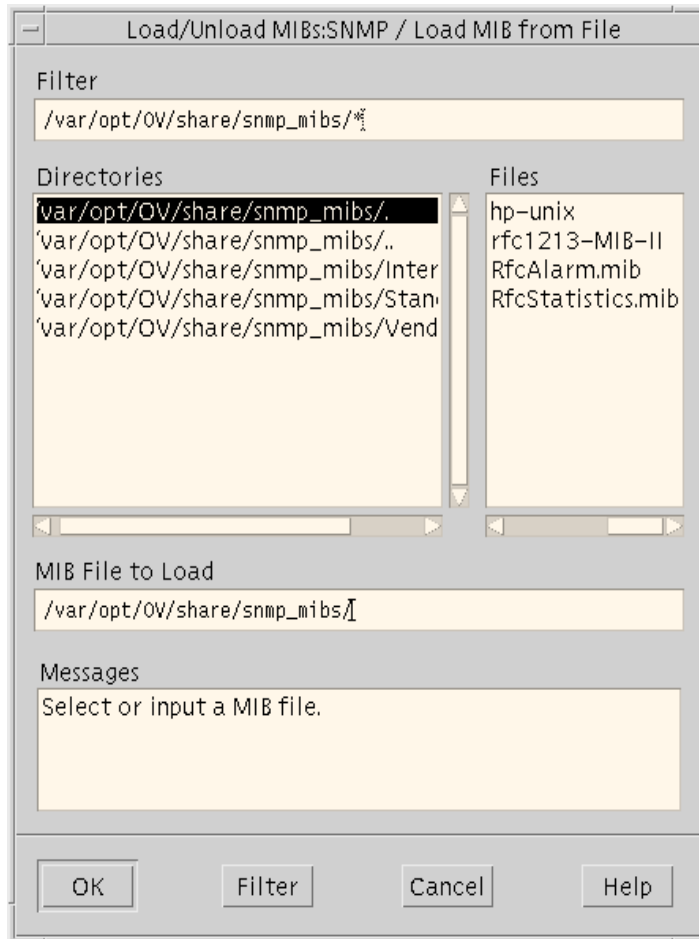 Load/Unload MIBs:SNMP / Load MIB from File
Filter
/var/opt/OV/share/snmp_mibs/*
Directories
Files
/var/opt/OV/share/snmp_mibs/.
/var/opt/OV/share/snmp_mibs/..
/var/opt/OV/share/snmp_mibs/Inter
/var/opt/OV/share/snmp_mibs/Stan
/var/opt/OV/share/snmp_mibs/Vend
hp-unix
rfc1213-MIB-II
RfcAlarm.mib
RfcStatistics.mib
MIB File to Load
/var/opt/OV/share/snmp_mibs/
Messages
Select or input a MIB file.
OK Filter Cancel Help